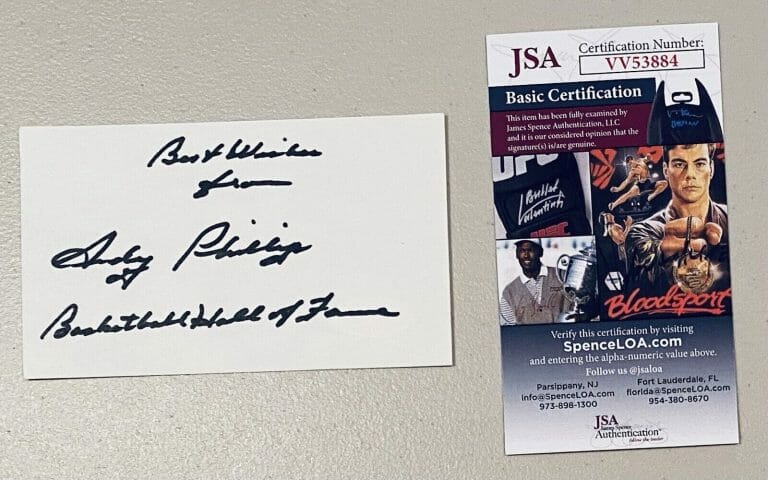 Best Wishes
from
Andy Phillip
Basketball Hall of Fame
JSA
Certification Number:
VV53884
Basic Certification
This item has been fully examined by
James Spence Authentication, LLC
and it is our considered opinion that the
signature(s) is/are genuine.
UFC
Bloodsport
Verify this certification by visiting
SpenceLOA.com
and entering the alpha-numeric value above.
Follow us @jsaloa
Parsippany, NJ
info@SpenceLOA.com
973-898-1300
Fort Lauderdale, FL
florida@SpenceLOA.com
954-380-8670
JSA
James Spence
Authentication
follow the leader